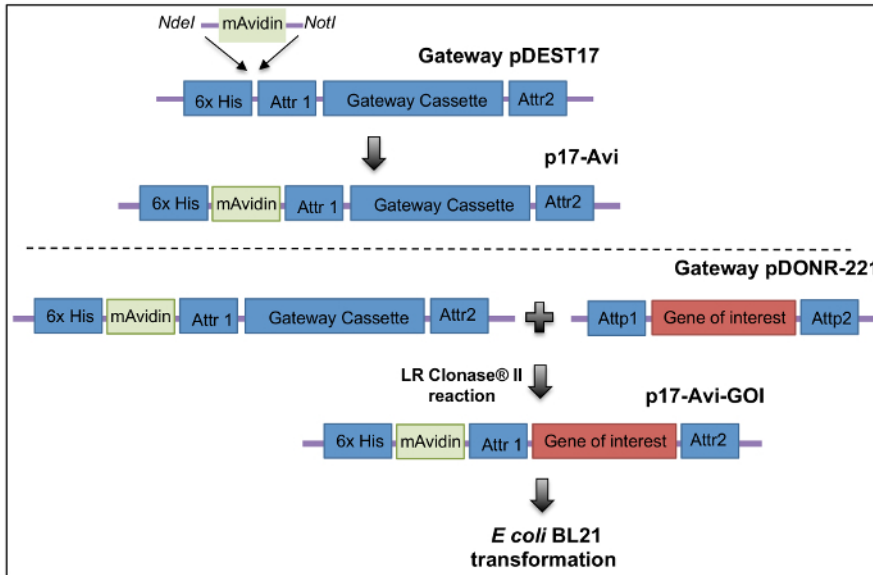 NdeI mAvidin NotI
Gateway pDEST17
6x His Attr 1 Gateway Cassette Attr2
p17-Avi
6x His mAvidin Attr 1 Gateway Cassette Attr2
Gateway pDONR-221
6x His mAvidin Attr 1 Gateway Cassette Attr2 Attp1 Gene of interest Attp2
LR Clonase® II
reaction
p17-Avi-GOI
6x His mAvidin Attr 1 Gene of interest Attr2
E coli BL21
transformation